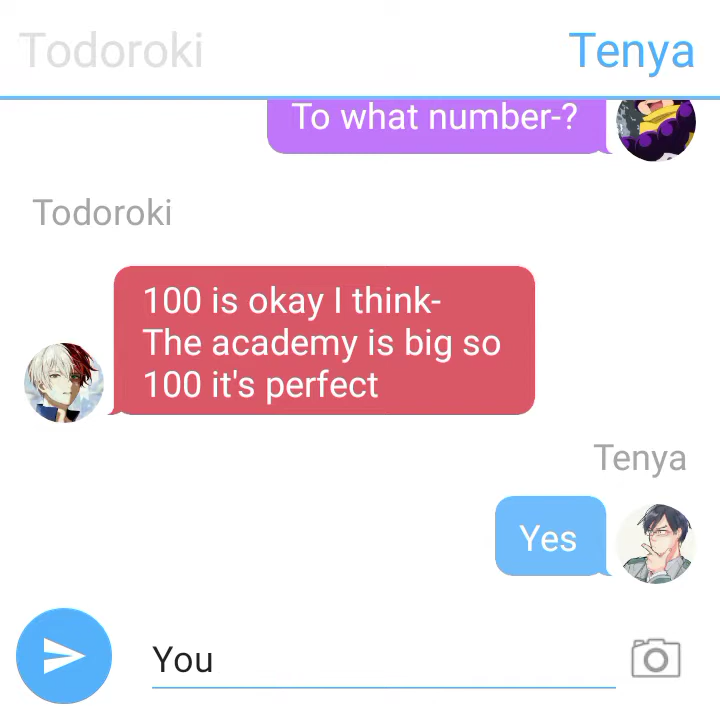 Todoroki
Tenya
To what number-?
Todoroki
100 is okay I think-
The academy is big so
100 it's perfect
Tenya
Yes
You